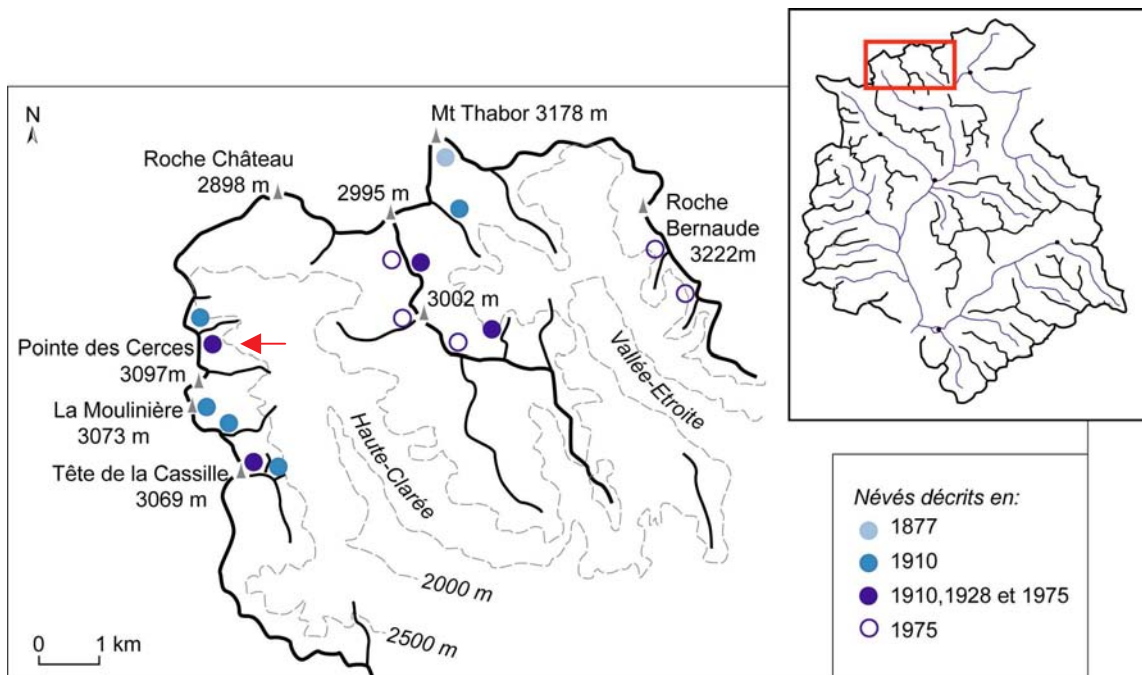 N
Mt Thabor 3178 m
Roche Château
2898 m
2995 m
Roche
Bernaude
3222m
3002 m
Pointe des Cerces
3097m
La Moulinière
3073 m
Tête de la Cassille
3069 m
Haute-Clarée
Vallée-Etroite
2000 m
2500 m
0 1 km
Névés décrits en:
1877
1910
1910,1928 et 1975
1975